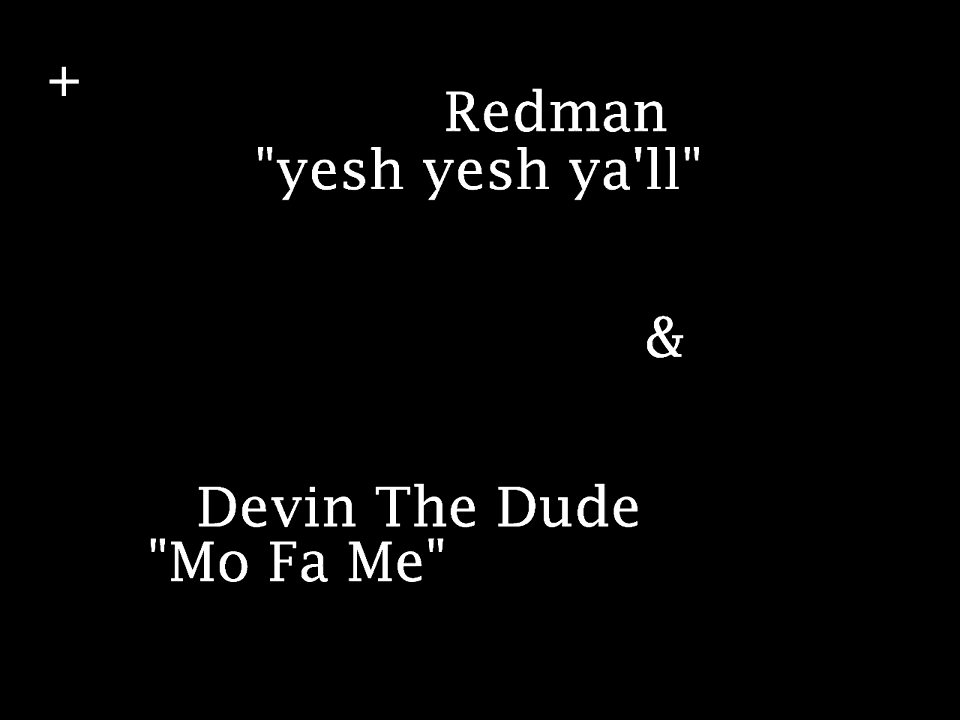 +
Redman
"yesh yesh ya'll"
&
Devin The Dude
"Mo Fa Me"